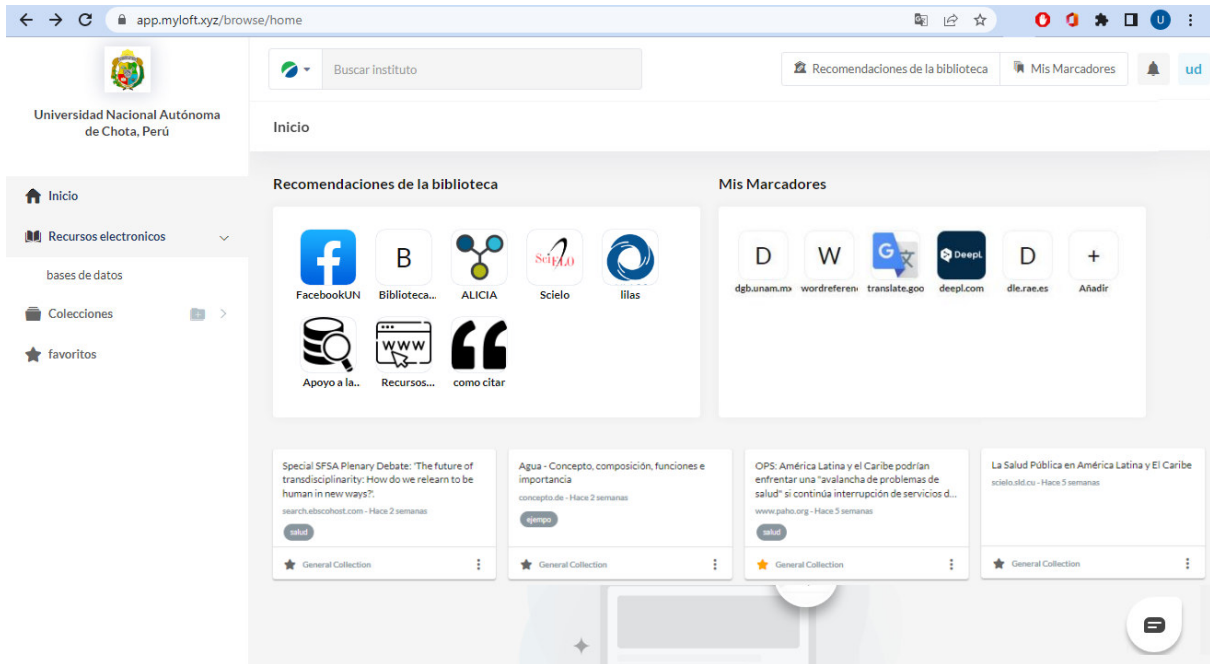 app.myloft.xyz/browse/home
U
Universidad Nacional Autónoma
de Chota, Perú
Buscar instituto
Recomendaciones de la biblioteca
Mis Marcadores
ud
Inicio
Inicio
Recursos electronicos
bases de datos
Colecciones
favoritos
Recomendaciones de la biblioteca
B
SciELO
FacebookUN
Biblioteca...
ALICIA
Scielo
lilas
www
Apoyo a la..
Recursos...
como citar
Mis Marcadores
D
W
G
DeepL
D
+
dgb.unam.mx
wordreferen
translate.goo
deepl.com
dle.rae.es
Añadir
Special SFSA Plenary Debate: 'The future of
transdisciplinarity: How do we relearn to be
human in new ways?'.
search.ebscohost.com - Hace 2 semanas
salud
General Collection
Agua - Concepto, composición, funciones e
importancia
concepto.de - Hace 2 semanas
ejempo
General Collection
OPS: América Latina y el Caribe podrían
enfrentar una "avalancha de problemas de
salud" si continúa interrupción de servicios d...
www.paho.org - Hace 5 semanas
salud
General Collection
La Salud Pública en América Latina y El Caribe
scielo.sld.cu - Hace 5 semanas
General Collection